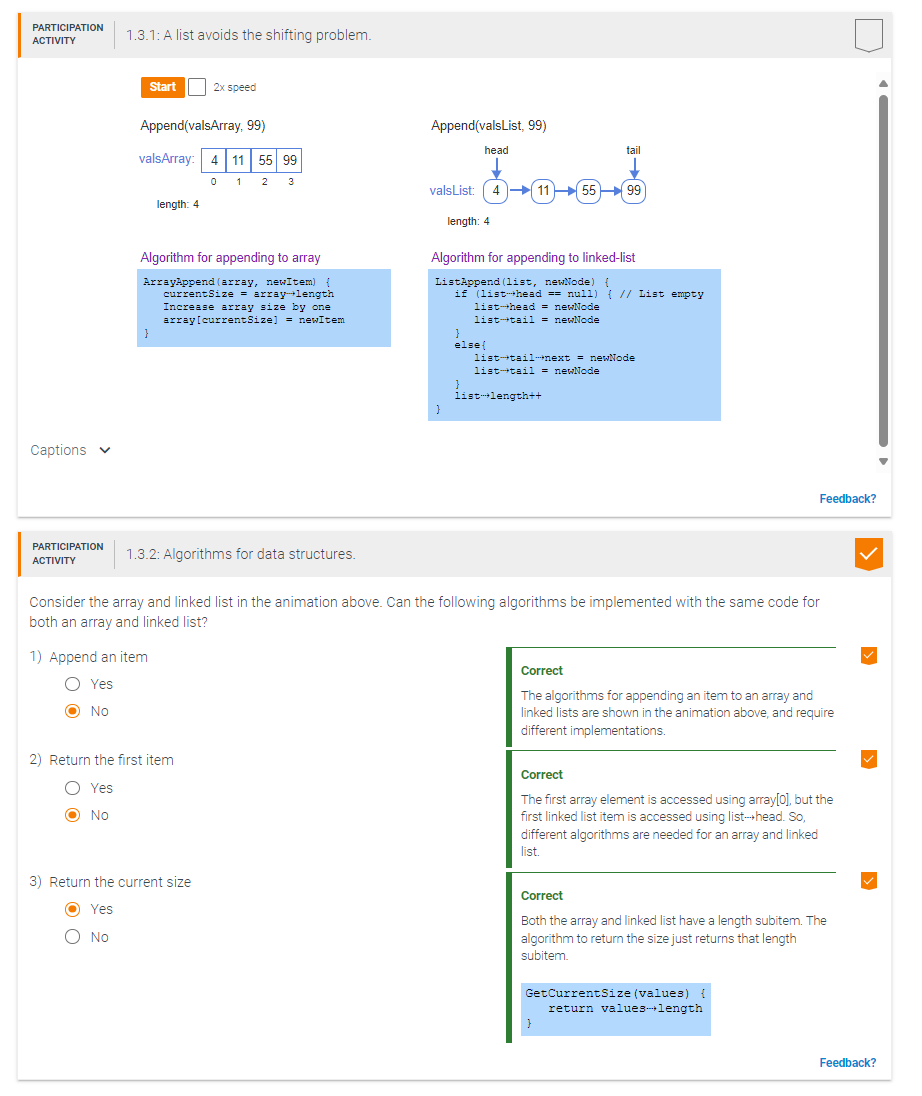 PARTICIPATION
ACTIVITY
1.3.1: A list avoids the shifting problem.
Start
2x speed
Append(valsArray, 99)
valsArray:
4 11 55 99
0 1 2 3
length: 4
Append(valsList, 99)
head
tail
valsList:
4 11 55 99
length: 4
Algorithm for appending to array
ArrayAppend(array, newItem) {
currentSize = array→length
Increase array size by one
array[currentSize] = newItem
}
Algorithm for appending to linked-list
ListAppend(list, newNode) {
if (list→head == null) { // List empty
list→head = newNode
list→tail = newNode
}
else{
list→tail→next = newNode
list→tail = newNode
}
list→length++
}
Captions
Feedback?
PARTICIPATION
ACTIVITY
1.3.2: Algorithms for data structures.
Consider the array and linked list in the animation above. Can the following algorithms be implemented with the same code for
both an array and linked list?
1) Append an item
Yes
No
Correct
The algorithms for appending an item to an array and
linked lists are shown in the animation above, and require
different implementations.
2) Return the first item
Yes
No
Correct
The first array element is accessed using array[0], but the
first linked list item is accessed using list→head. So,
different algorithms are needed for an array and linked
list.
3) Return the current size
Yes
No
Correct
Both the array and linked list have a length subitem. The
algorithm to return the size just returns that length
subitem.
GetCurrentSize(values) {
return values→length
}
Feedback?